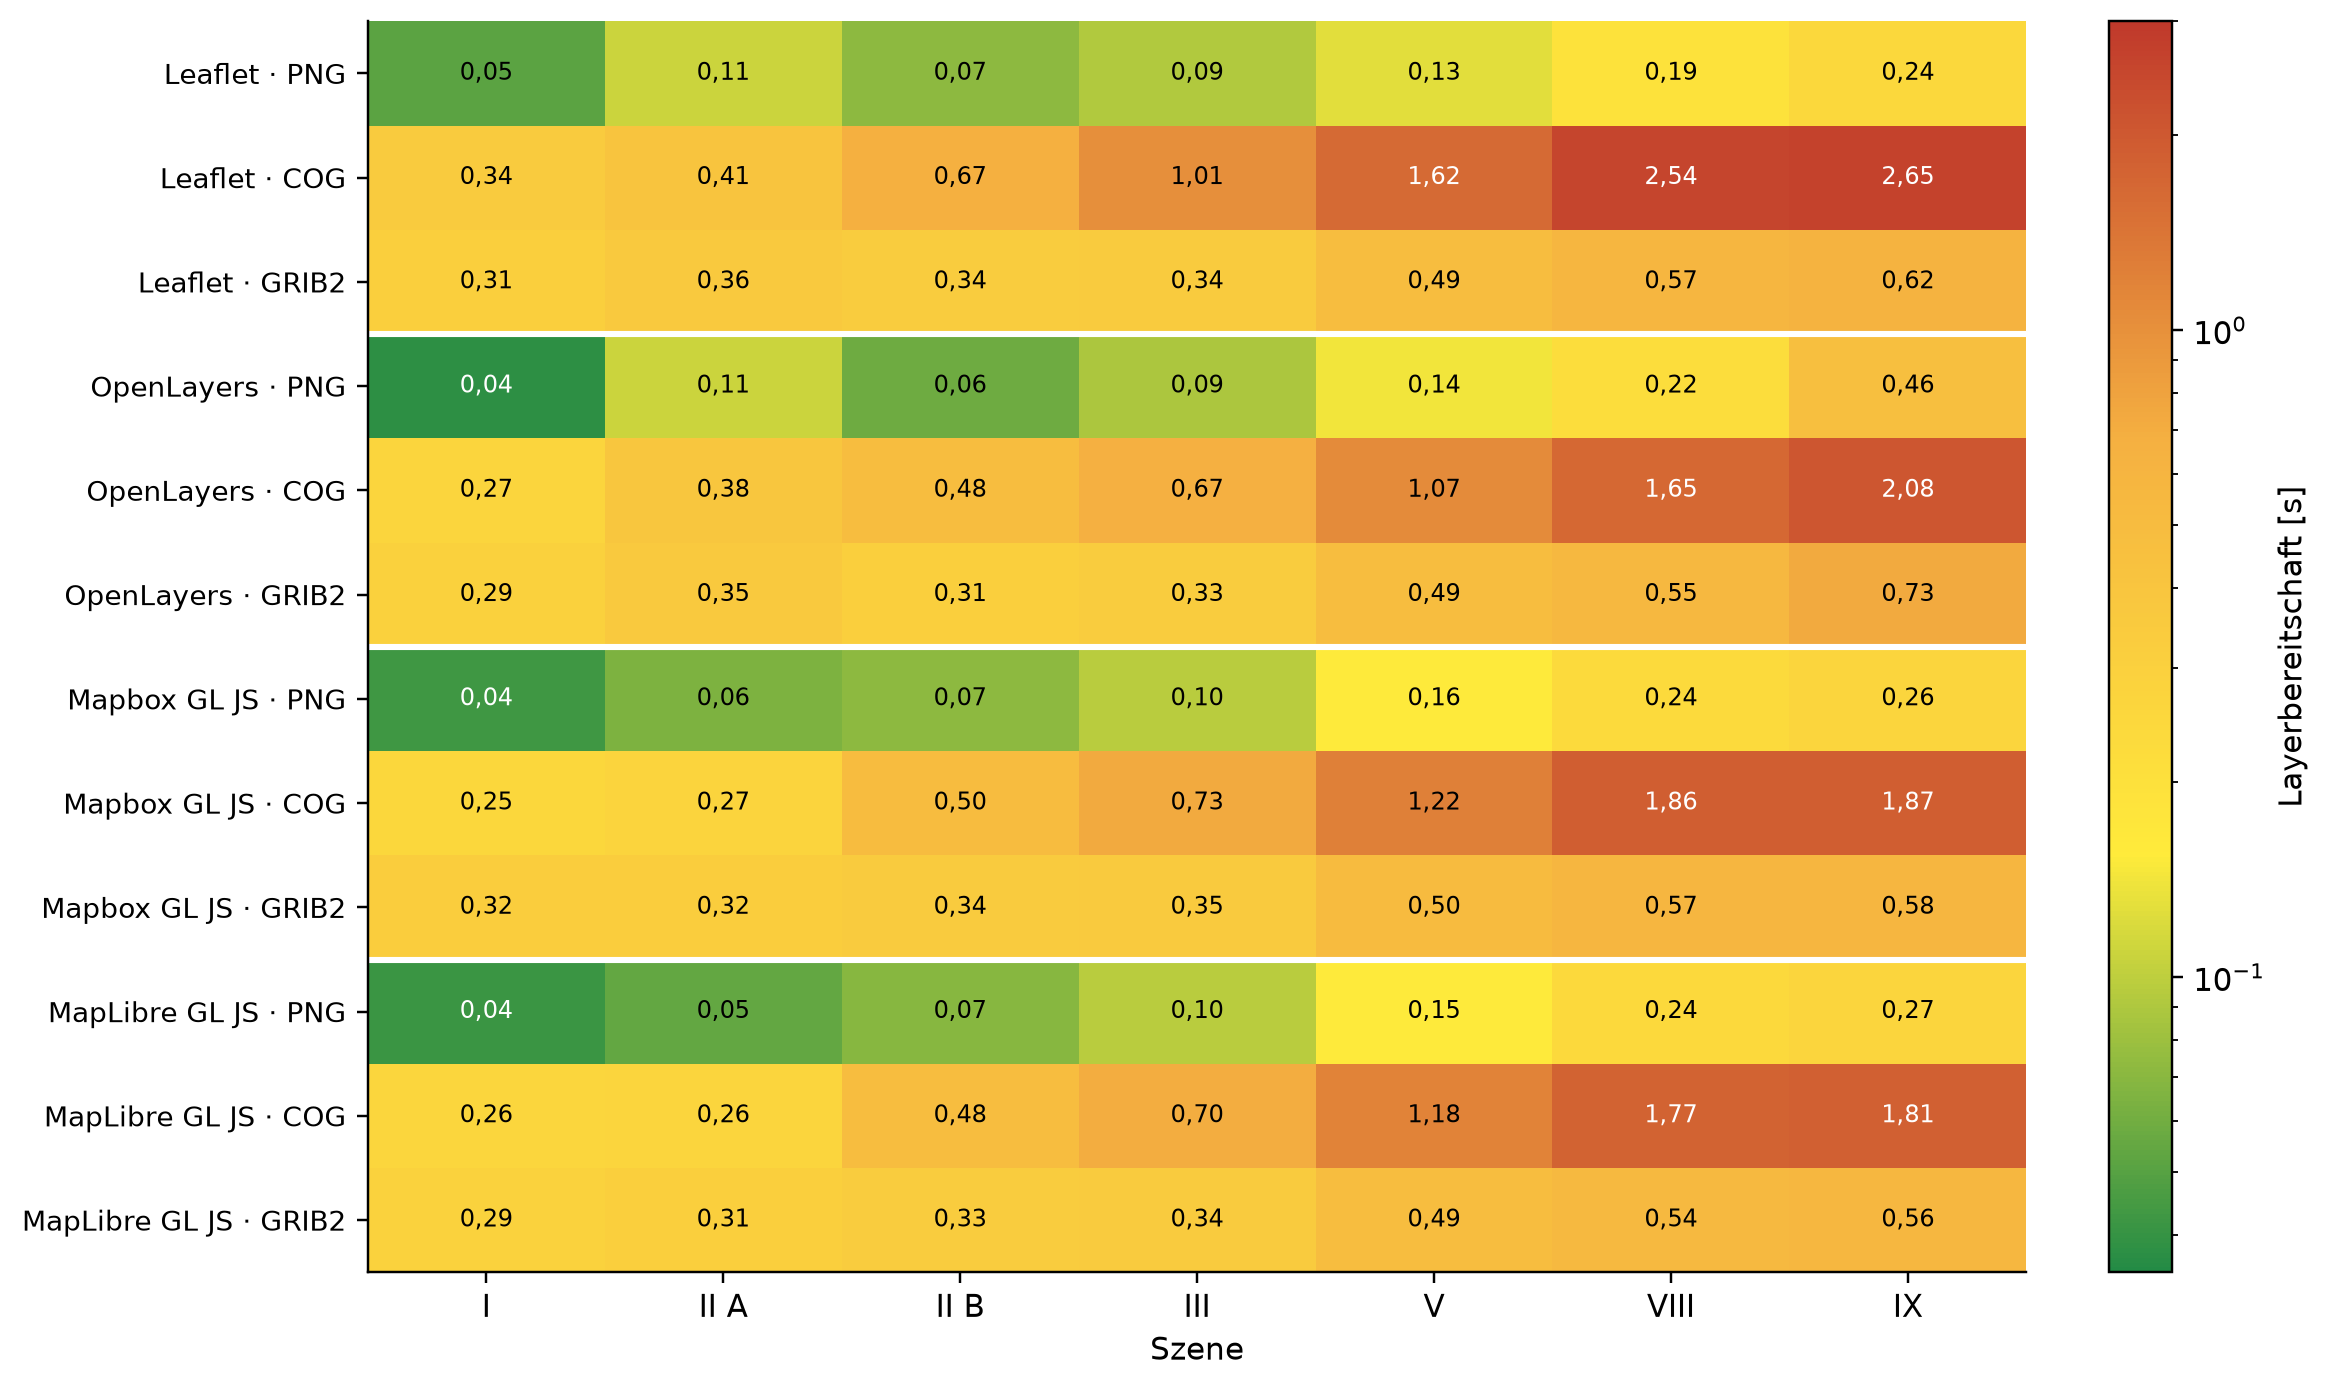 Leaflet · PNG 0,05 0,11 0,07 0,09 0,13 0,19 0,24
Leaflet · COG 0,34 0,41 0,67 1,01 1,62 2,54 2,65
Leaflet · GRIB2 0,31 0,36 0,34 0,34 0,49 0,57 0,62
10⁰
OpenLayers · PNG 0,04 0,11 0,06 0,09 0,14 0,22 0,46
OpenLayers · COG 0,27 0,38 0,48 0,67 1,07 1,65 2,08
OpenLayers · GRIB2 0,29 0,35 0,31 0,33 0,49 0,55 0,73
Layerbereitschaft [s]
Mapbox GL JS · PNG 0,04 0,06 0,07 0,10 0,16 0,24 0,26
Mapbox GL JS · COG 0,25 0,27 0,50 0,73 1,22 1,86 1,87
Mapbox GL JS · GRIB2 0,32 0,32 0,34 0,35 0,50 0,57 0,58
10⁻¹
MapLibre GL JS · PNG 0,04 0,05 0,07 0,10 0,15 0,24 0,27
MapLibre GL JS · COG 0,26 0,26 0,48 0,70 1,18 1,77 1,81
MapLibre GL JS · GRIB2 0,29 0,31 0,33 0,34 0,49 0,54 0,56
I II A II B III V VIII IX
Szene